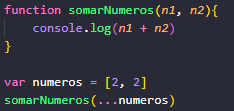 function somarNumeros(n1, n2){
    console.log(n1 + n2)
}

var numeros = [2, 2]
somarNumeros(...numeros)